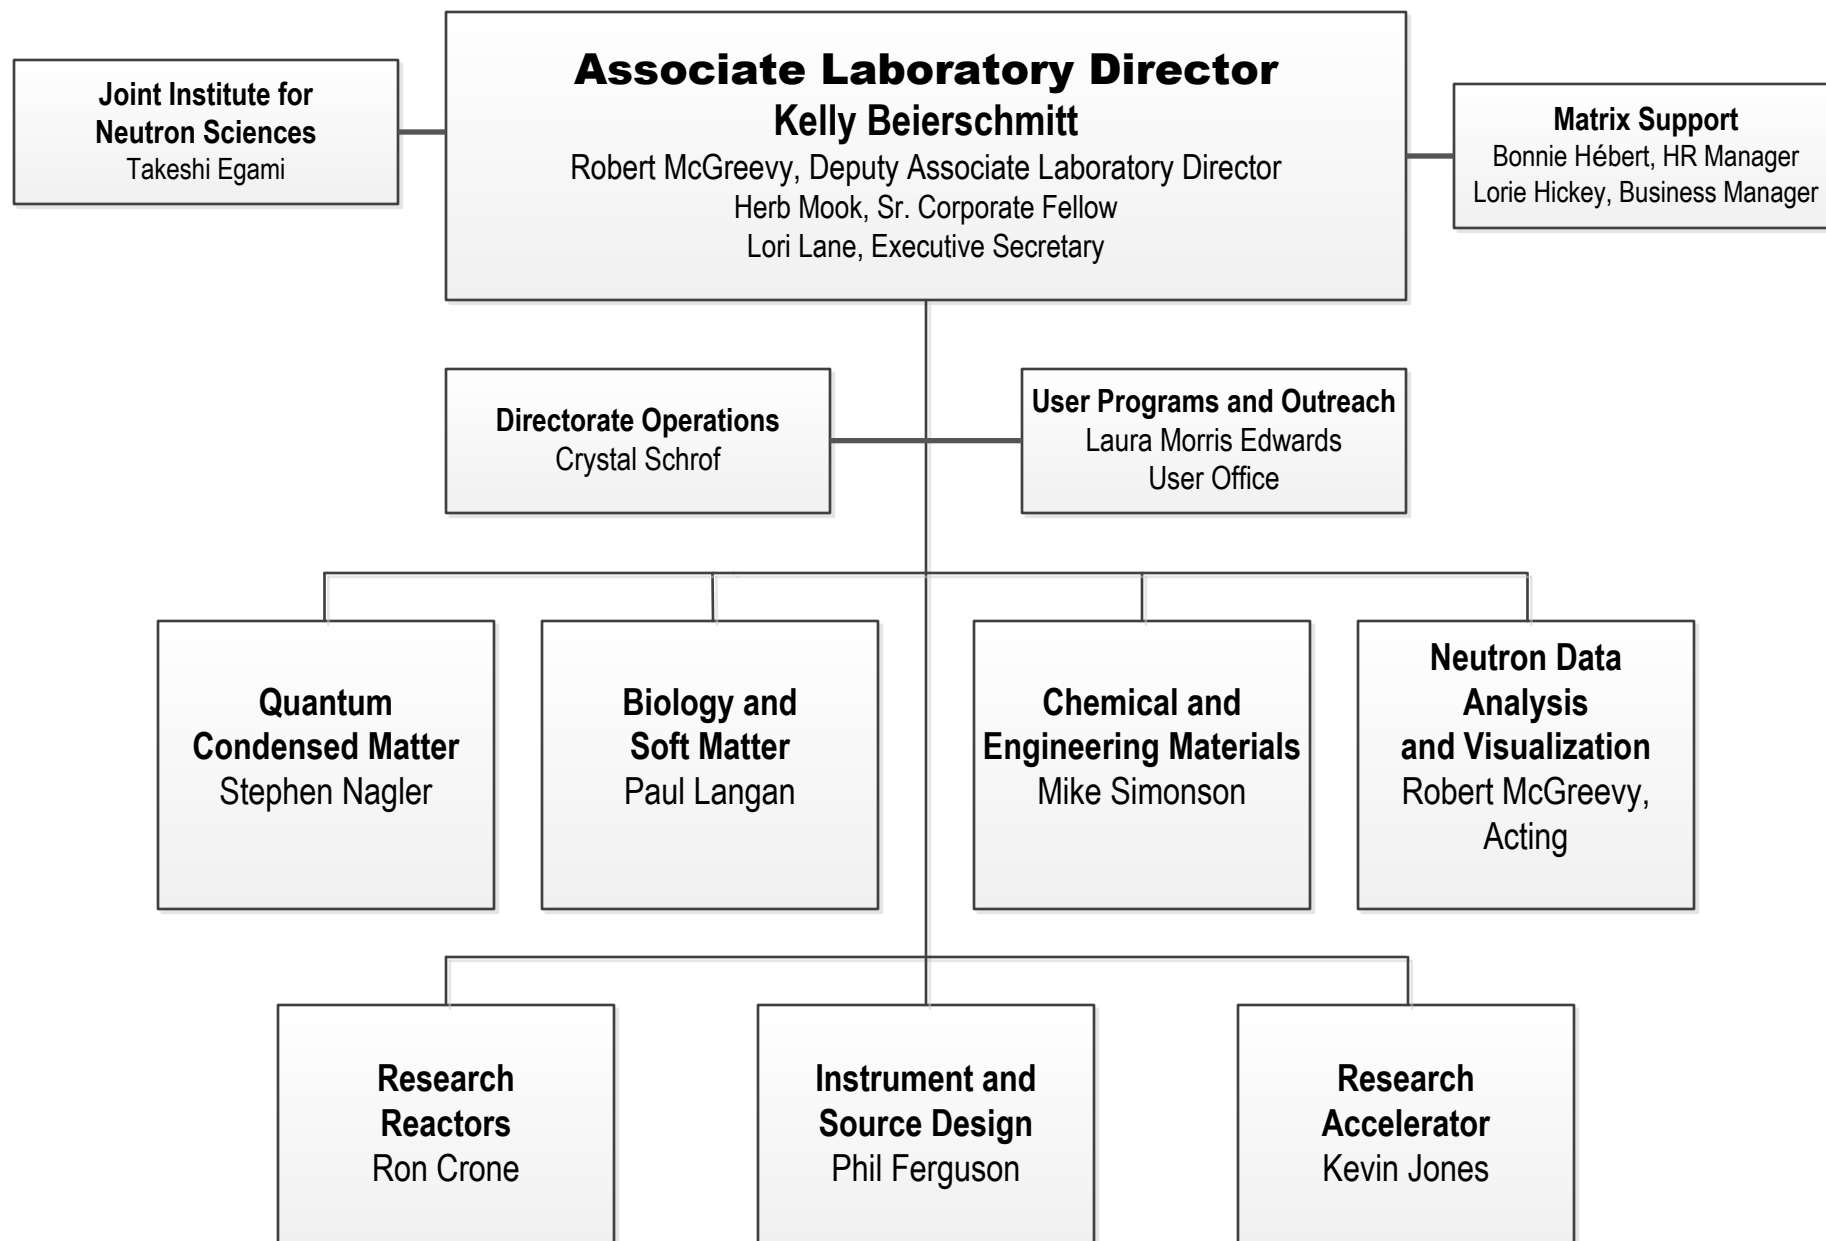 Associate Laboratory Director
Kelly Beierschmitt
Robert McGreevy, Deputy Associate Laboratory Director
Herb Mook, Sr. Corporate Fellow
Lori Lane, Executive Secretary
Joint Institute for
Neutron Sciences
Takeshi Egami
Matrix Support
Bonnie Hébert, HR Manager
Lorie Hickey, Business Manager
Directorate Operations
Crystal Schrof
User Programs and Outreach
Laura Morris Edwards
User Office
Quantum
Condensed Matter
Stephen Nagler
Biology and
Soft Matter
Paul Langan
Chemical and
Engineering Materials
Mike Simonson
Neutron Data
Analysis
and Visualization
Robert McGreevy,
Acting
Research
Reactors
Ron Crone
Instrument and
Source Design
Phil Ferguson
Research
Accelerator
Kevin Jones